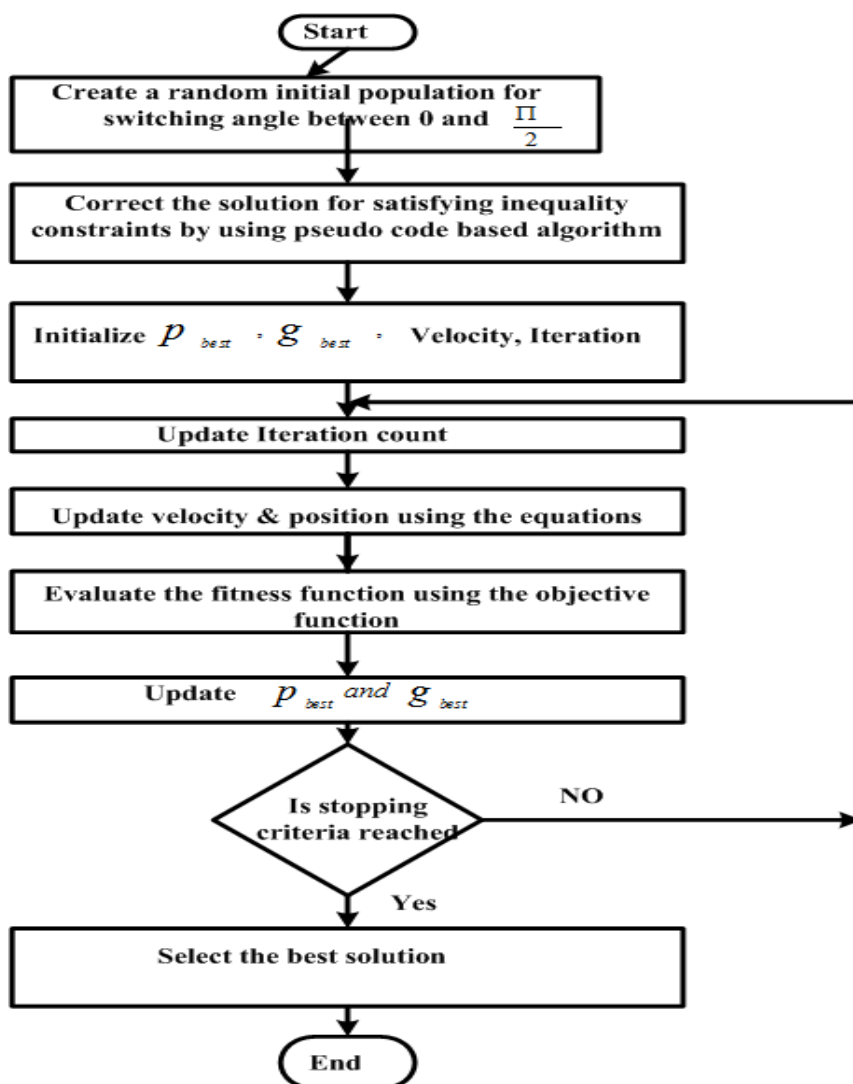 Start
Create a random initial population for
switching angle between 0 and Π/2
Correct the solution for satisfying inequality
constraints by using pseudo code based algorithm
Initialize p best , g best , Velocity, Iteration
Update Iteration count
Update velocity & position using the equations
Evaluate the fitness function using the objective
function
Update p best and g best
Is stopping
criteria reached
NO
Yes
Select the best solution
End